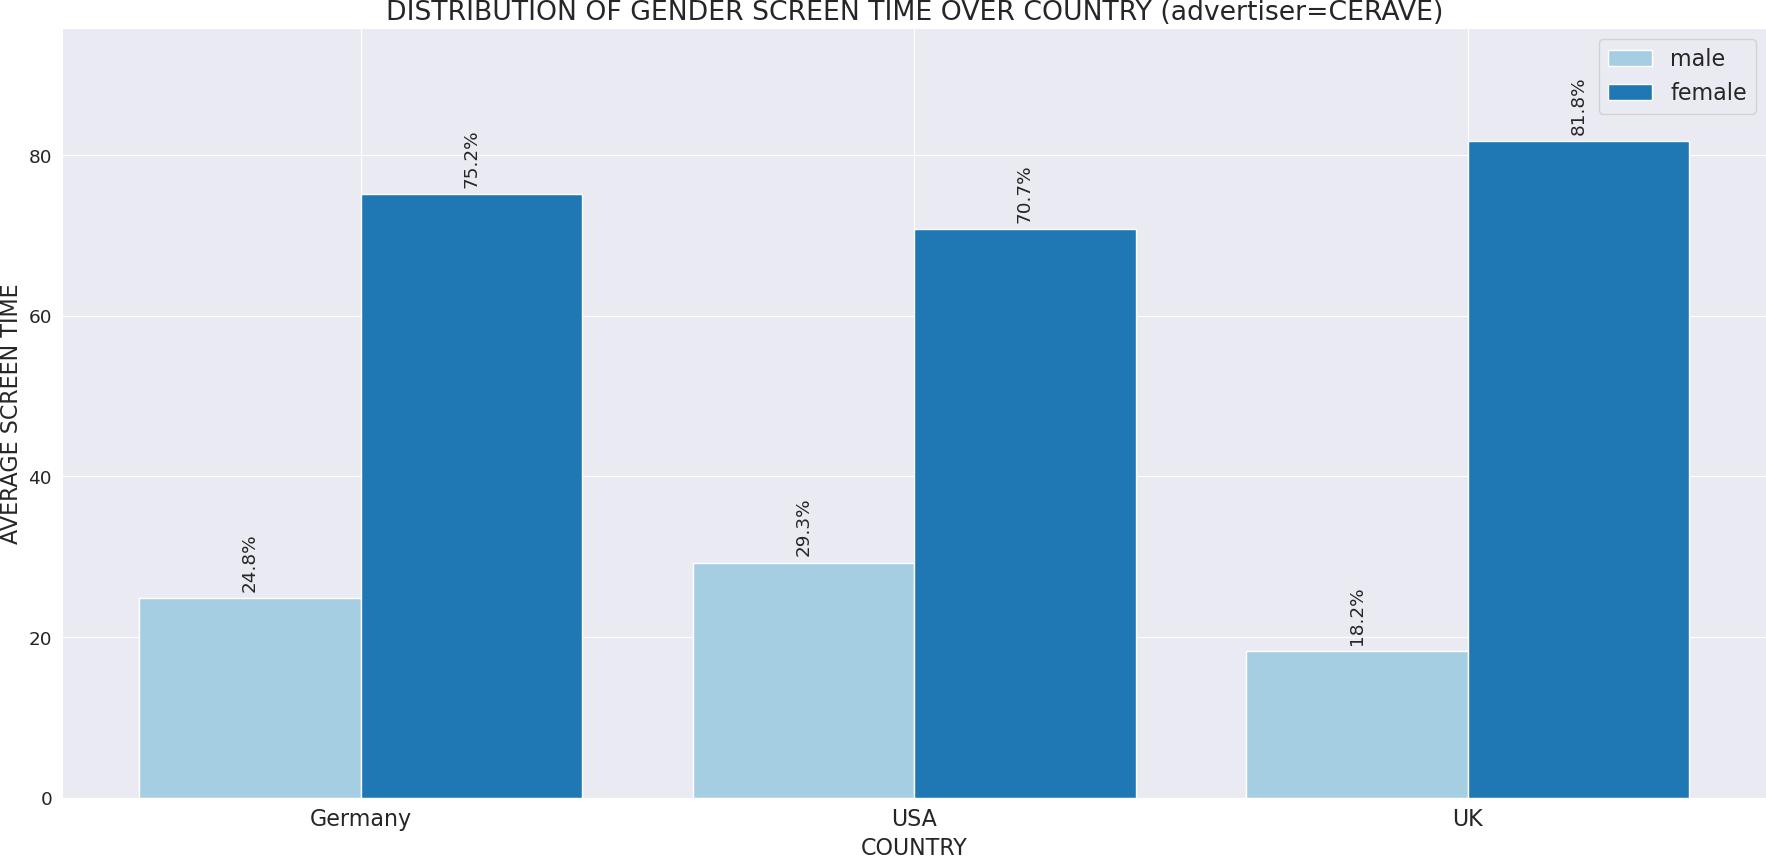 DISTRIBUTION OF GENDER SCREEN TIME OVER COUNTRY (advertiser=CERAVE)
male
female
AVERAGE SCREEN TIME
80
60
40
20
0
24.8%
75.2%
29.3%
70.7%
18.2%
81.8%
Germany
USA
UK
COUNTRY